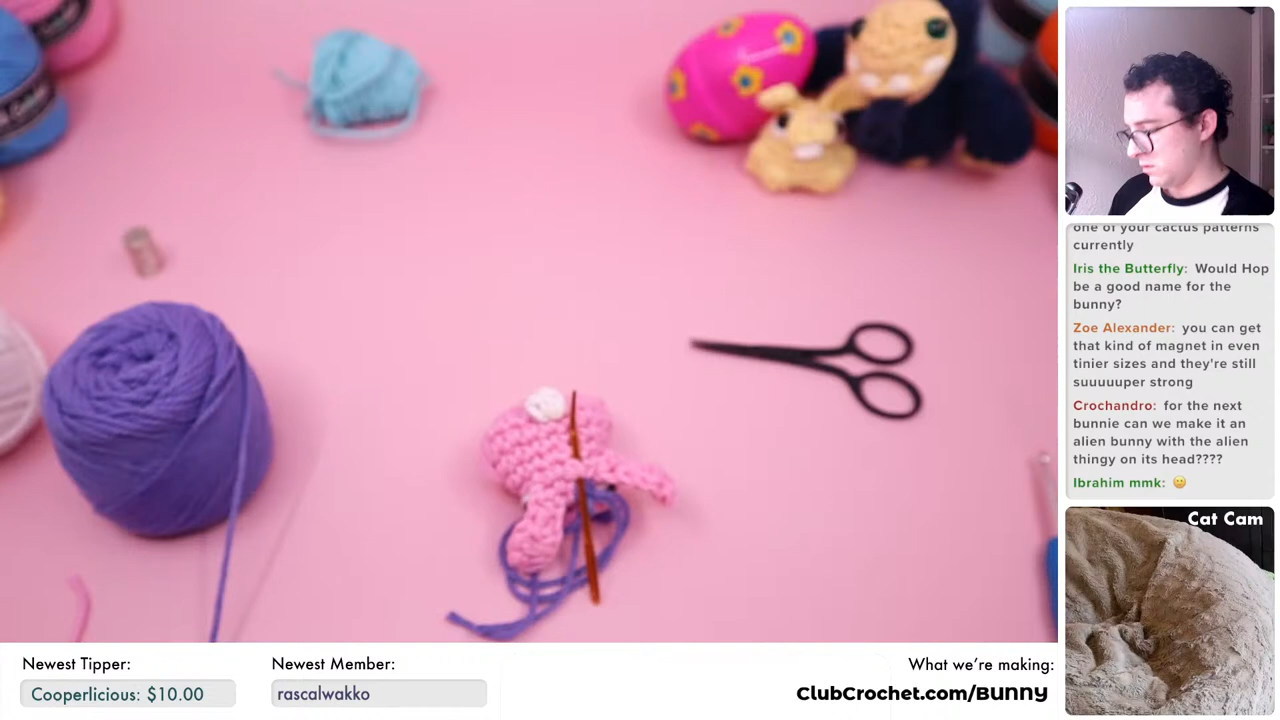 one of your cactus patterns
currently
Iris the Butterfly: Would Hop
be a good name for the
bunny?
Zoe Alexander: you can get
that kind of magnet in even
tinier sizes and they're still
suuuuuper strong
Crochandro: for the next
bunnie can we make it an
alien bunny with the alien
thingy on its head????
Ibrahim mmk:
Cat Cam
Newest Tipper:
Cooperlicious: $10.00
Newest Member:
rascalwakko
What we're making:
ClubCrochet.com/BUNNY